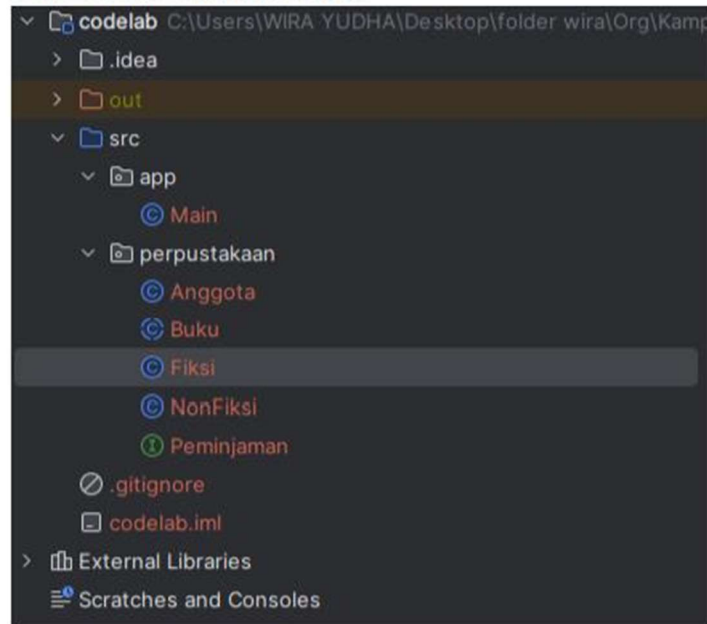 codelab C:\Users\WIRA YUDHA\Desktop\folder wira\Org\Kamp
.idea
out
src
app
Main
perpustakaan
Anggota
Buku
Fiksi
NonFiksi
Peminjaman
.gitignore
codelab.iml
External Libraries
Scratches and Consoles